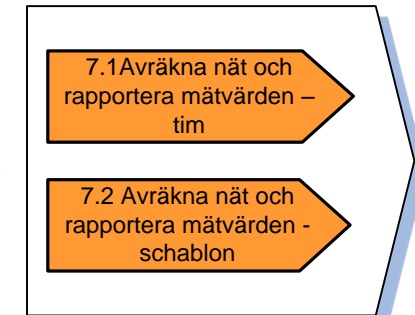 7.1Avräkna nät och
rapportera mätvärden –
tim
7.2 Avräkna nät och
rapportera mätvärden -
schablon